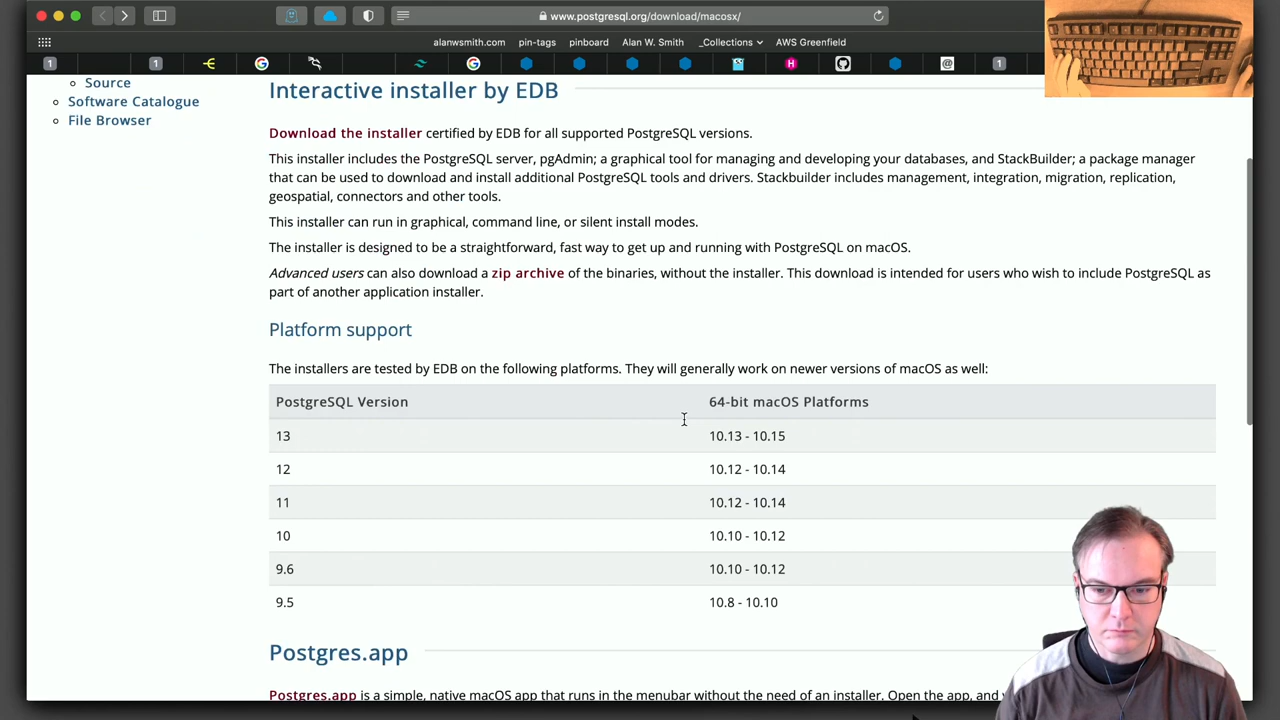 www.postgresql.org/download/macosx/
alanwsmith.com pin-tags pinboard Alan W. Smith _Collections AWS Greenfield
1 1 1
Source
Software Catalogue
File Browser
Interactive installer by EDB
Download the installer certified by EDB for all supported PostgreSQL versions.
This installer includes the PostgreSQL server, pgAdmin; a graphical tool for managing and developing your databases, and StackBuilder; a package manager
that can be used to download and install additional PostgreSQL tools and drivers. Stackbuilder includes management, integration, migration, replication,
geospatial, connectors and other tools.
This installer can run in graphical, command line, or silent install modes.
The installer is designed to be a straightforward, fast way to get up and running with PostgreSQL on macOS.
Advanced users can also download a zip archive of the binaries, without the installer. This download is intended for users who wish to include PostgreSQL as
part of another application installer.
Platform support
The installers are tested by EDB on the following platforms. They will generally work on newer versions of macOS as well:
PostgreSQL Version 64-bit macOS Platforms
13 10.13 - 10.15
12 10.12 - 10.14
11 10.12 - 10.14
10 10.10 - 10.12
9.6 10.10 - 10.12
9.5 10.8 - 10.10
Postgres.app
Postgres.app is a simple, native macOS app that runs in the menubar without the need of an installer. Open the app, and